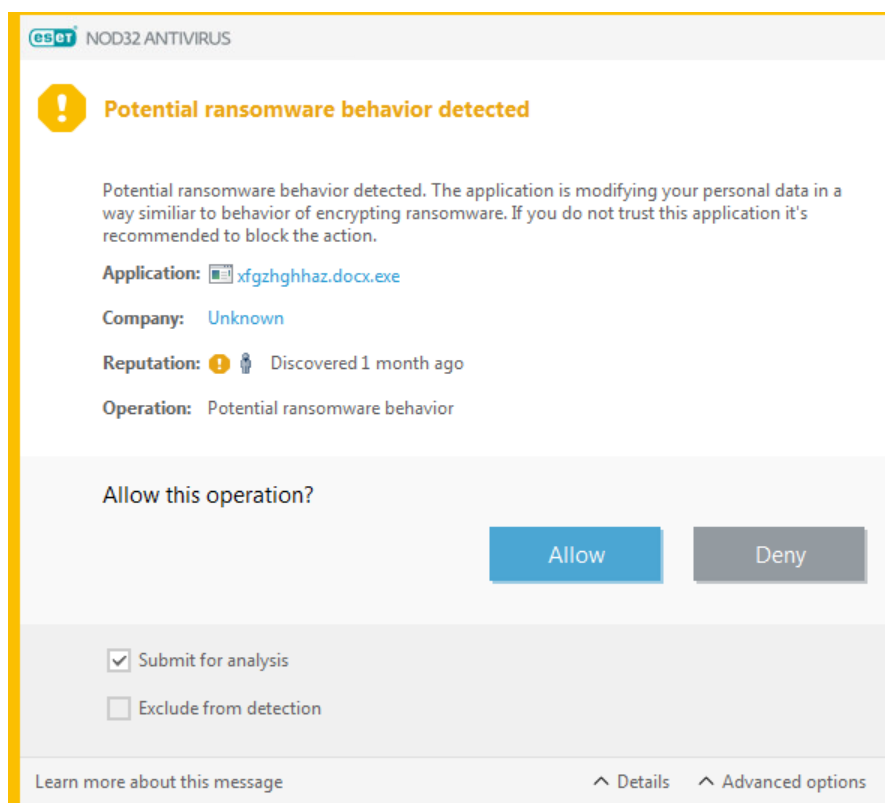 eset NOD32 ANTIVIRUS
Potential ransomware behavior detected
Potential ransomware behavior detected. The application is modifying your personal data in a
way similiar to behavior of encrypting ransomware. If you do not trust this application it's
recommended to block the action.
Application: xfgzhghhaz.docx.exe
Company: Unknown
Reputation: Discovered 1 month ago
Operation: Potential ransomware behavior
Allow this operation?
Allow Deny
Submit for analysis
Exclude from detection
Learn more about this message Details Advanced options